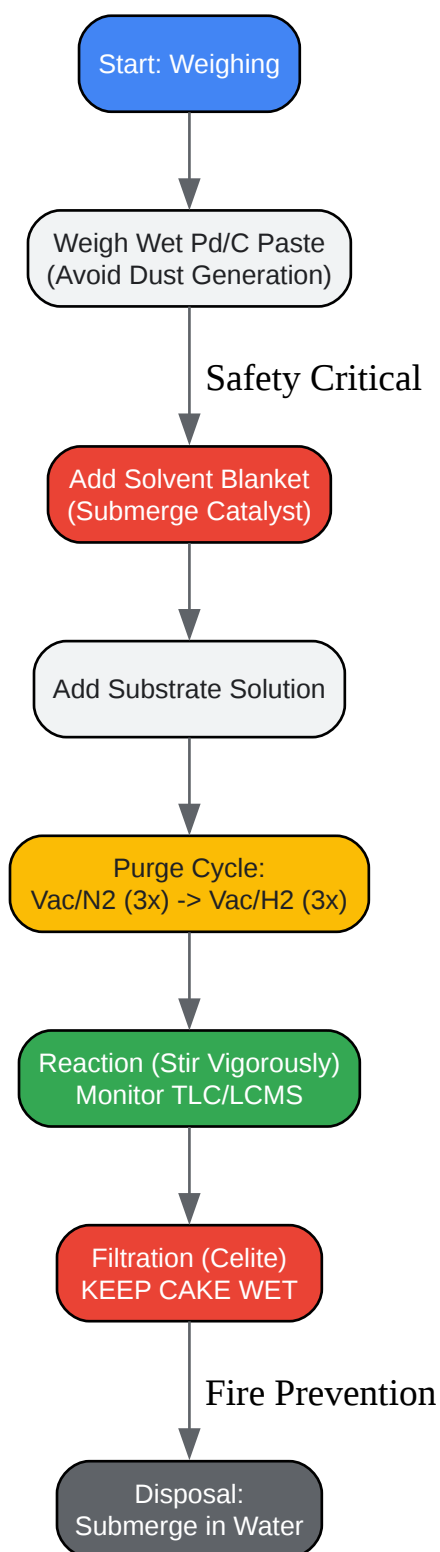 Start: Weighing
Weigh Wet Pd/C Paste
(Avoid Dust Generation)
Safety Critical
Add Solvent Blanket
(Submerge Catalyst)
Add Substrate Solution
Purge Cycle:
Vac/N2 (3x) -> Vac/H2 (3x)
Reaction (Stir Vigorously)
Monitor TLC/LCMS
Filtration (Celite)
KEEP CAKE WET
Fire Prevention
Disposal:
Submerge in Water